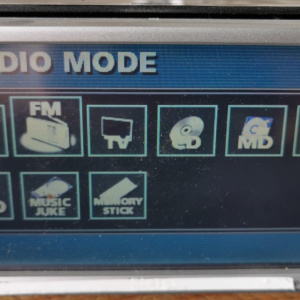 DIO MODE
FM
TV
CD
MD
MUSIC
JUKE
MEMORY
STICK